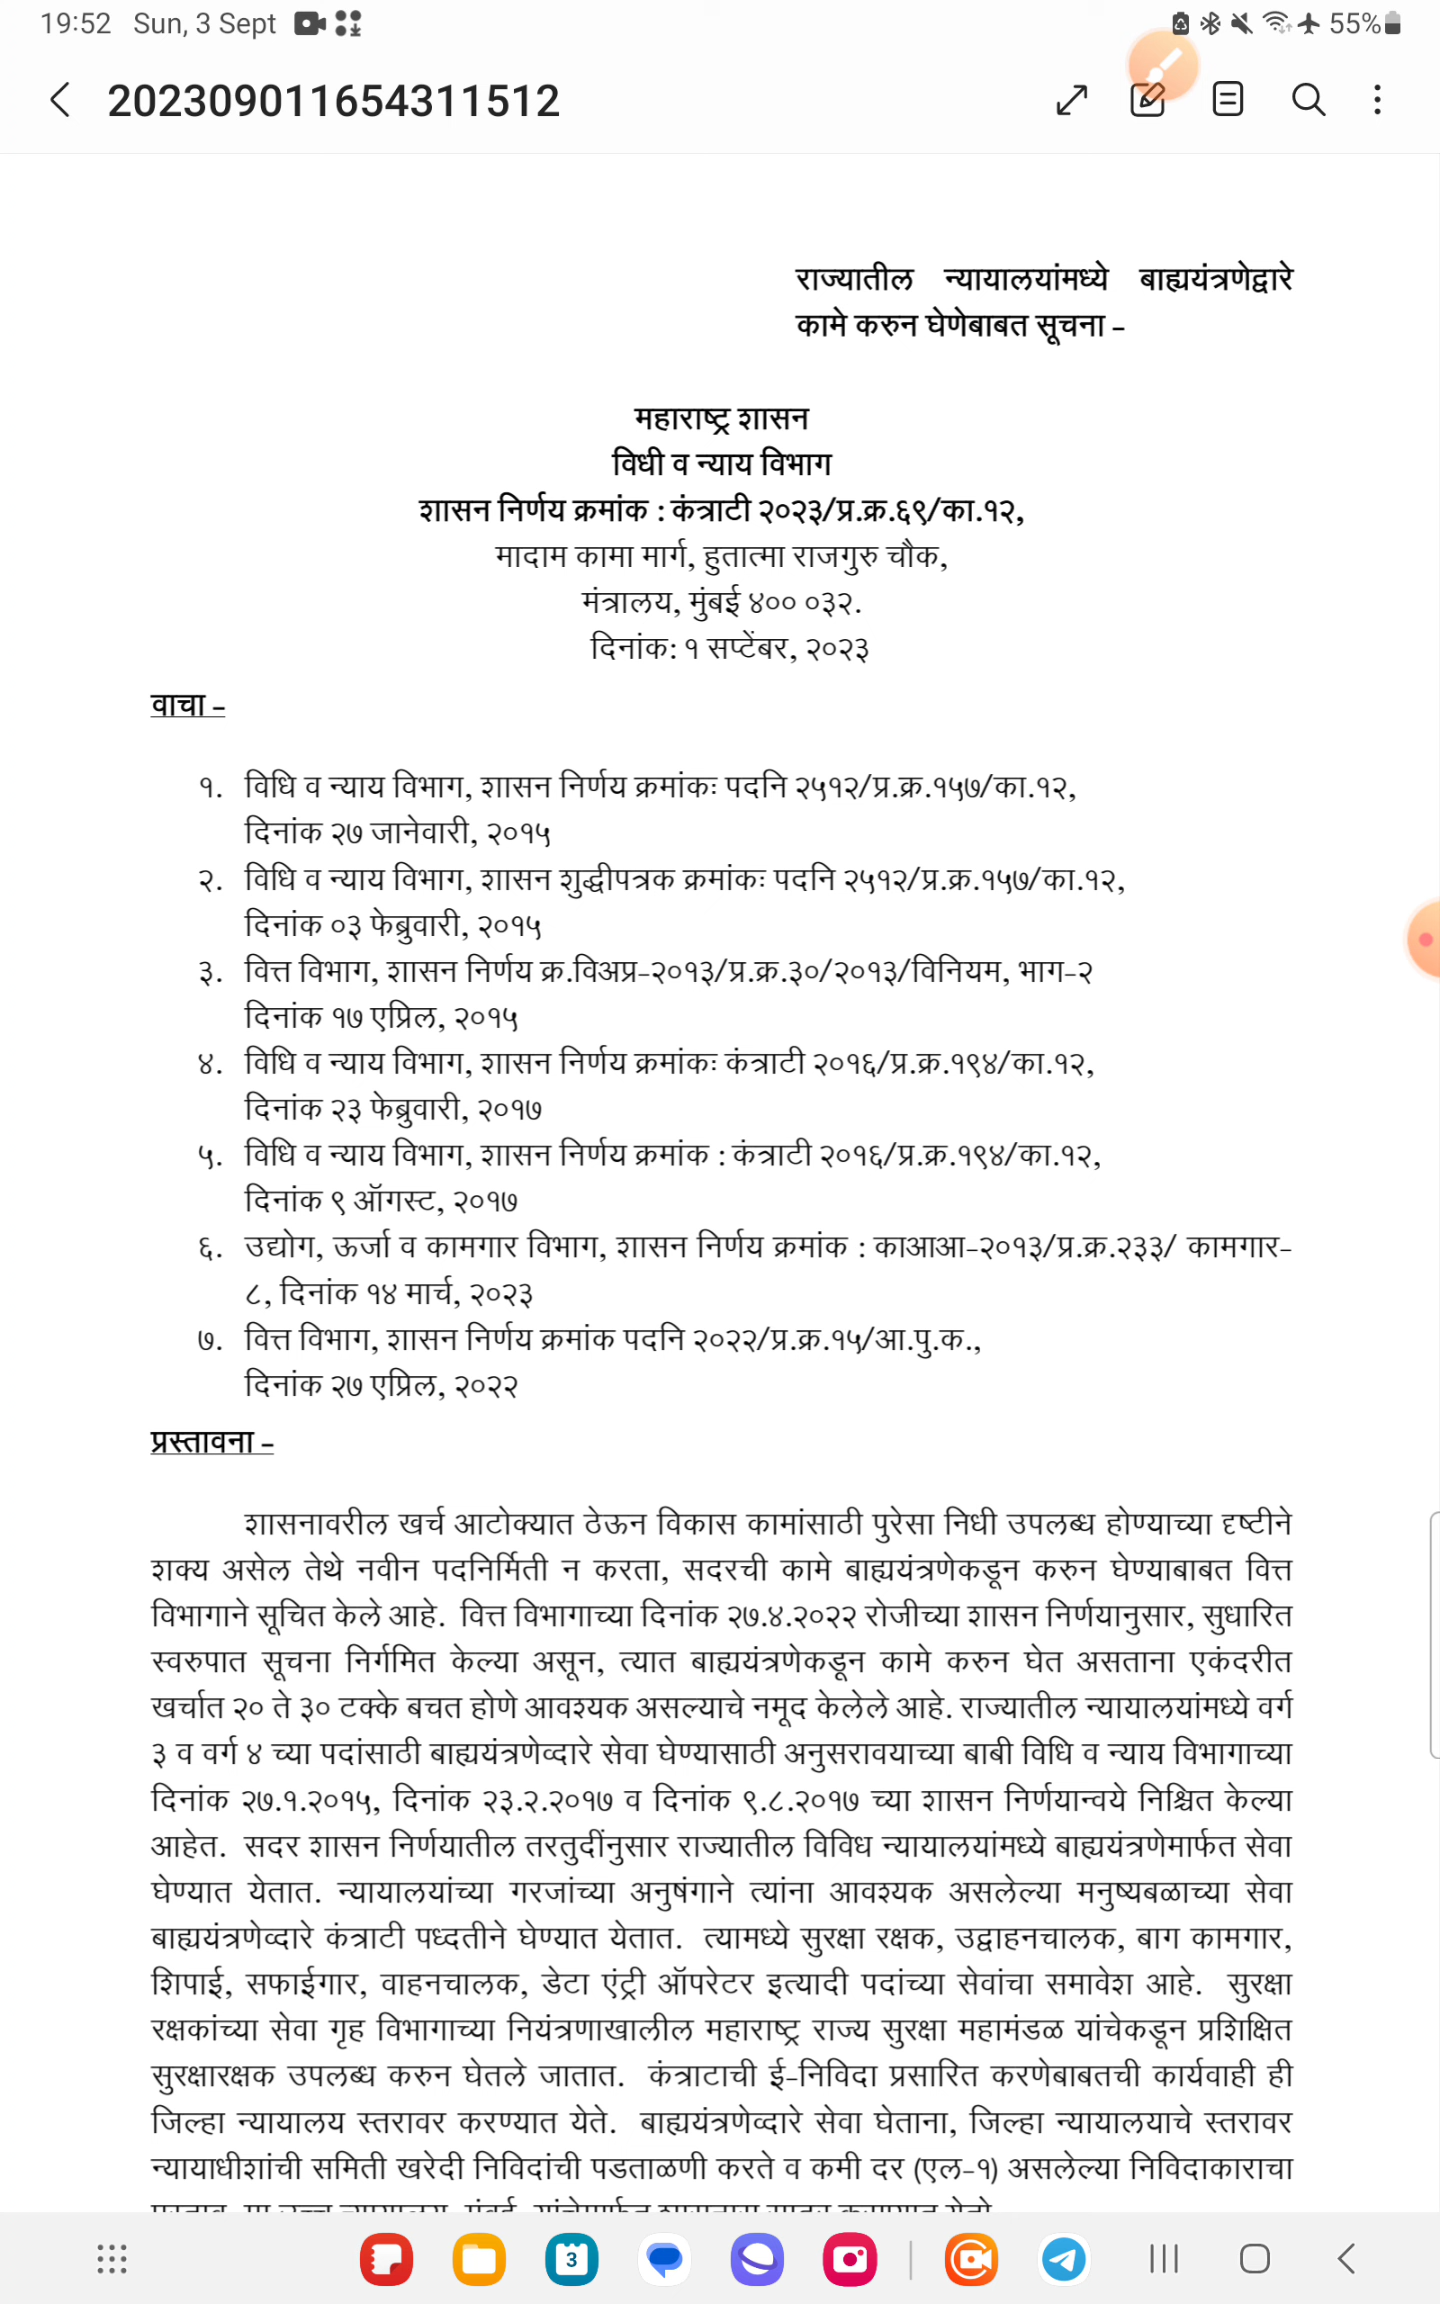 19:52 Sun, 3 Sept 55%
202309011654311512
राज्यातील न्यायालयांमध्ये बाह्ययंत्रणेद्वारे
कामे करुन घेणेबाबत सूचना -
महाराष्ट्र शासन
विधी व न्याय विभाग
शासन निर्णय क्रमांक : कंत्राटी २०२३/प्र.क्र.६९/का.१२,
मादाम कामा मार्ग, हुतात्मा राजगुरु चौक,
मंत्रालय, मुंबई ४०० ०३२.
दिनांक: १ सप्टेंबर, २०२३
वाचा -
१. विधि व न्याय विभाग, शासन निर्णय क्रमांकः पदनि २५१२/प्र.क्र.१५७/का.१२,
दिनांक २७ जानेवारी, २०१५
२. विधि व न्याय विभाग, शासन शुद्धीपत्रक क्रमांकः पदनि २५१२/प्र.क्र.१५७/का.१२,
दिनांक ०३ फेब्रुवारी, २०१५
३. वित्त विभाग, शासन निर्णय क्र.विअप्र-२०१३/प्र.क्र.३०/२०१३/विनियम, भाग-२
दिनांक १७ एप्रिल, २०१५
४. विधि व न्याय विभाग, शासन निर्णय क्रमांकः कंत्राटी २०१६/प्र.क्र.१९४/का.१२,
दिनांक २३ फेब्रुवारी, २०१७
५. विधि व न्याय विभाग, शासन निर्णय क्रमांक : कंत्राटी २०१६/प्र.क्र.१९४/का.१२,
दिनांक ९ ऑगस्ट, २०१७
६. उद्योग, ऊर्जा व कामगार विभाग, शासन निर्णय क्रमांक : काआआ-२०१३/प्र.क्र.२३३/ कामगार-
८, दिनांक १४ मार्च, २०२३
७. वित्त विभाग, शासन निर्णय क्रमांक पदनि २०२२/प्र.क्र.१५/आ.पु.क.,
दिनांक २७ एप्रिल, २०२२
प्रस्तावना -
शासनावरील खर्च आटोक्यात ठेऊन विकास कामांसाठी पुरेसा निधी उपलब्ध होण्याच्या दृष्टीने
शक्य असेल तेथे नवीन पदनिर्मिती न करता, सदरची कामे बाह्ययंत्रणेकडून करुन घेण्याबाबत वित्त
विभागाने सूचित केले आहे. वित्त विभागाच्या दिनांक २७.४.२०२२ रोजीच्या शासन निर्णयानुसार, सुधारित
स्वरुपात सूचना निर्गमित केल्या असून, त्यात बाह्ययंत्रणेकडून कामे करुन घेत असताना एकंदरीत
खर्चात २० ते ३० टक्के बचत होणे आवश्यक असल्याचे नमूद केलेले आहे. राज्यातील न्यायालयांमध्ये वर्ग
३ व वर्ग ४ च्या पदांसाठी बाह्ययंत्रणेव्दारे सेवा घेण्यासाठी अनुसरावयाच्या बाबी विधि व न्याय विभागाच्या
दिनांक २७.१.२०१५, दिनांक २३.२.२०१७ व दिनांक ९.८.२०१७ च्या शासन निर्णयान्वये निश्चित केल्या
आहेत. सदर शासन निर्णयातील तरतुदींनुसार राज्यातील विविध न्यायालयांमध्ये बाह्ययंत्रणेमार्फत सेवा
घेण्यात येतात. न्यायालयांच्या गरजांच्या अनुषंगाने त्यांना आवश्यक असलेल्या मनुष्यबळाच्या सेवा
बाह्ययंत्रणेव्दारे कंत्राटी पध्दतीने घेण्यात येतात. त्यामध्ये सुरक्षा रक्षक, उद्वाहनचालक, बाग कामगार,
शिपाई, सफाईगार, वाहनचालक, डेटा एंट्री ऑपरेटर इत्यादी पदांच्या सेवांचा समावेश आहे. सुरक्षा
रक्षकांच्या सेवा गृह विभागाच्या नियंत्रणाखालील महाराष्ट्र राज्य सुरक्षा महामंडळ यांचेकडून प्रशिक्षित
सुरक्षारक्षक उपलब्ध करुन घेतले जातात. कंत्राटाची ई-निविदा प्रसारित करणेबाबतची कार्यवाही ही
जिल्हा न्यायालय स्तरावर करण्यात येते. बाह्ययंत्रणेव्दारे सेवा घेताना, जिल्हा न्यायालयाचे स्तरावर
न्यायाधीशांची समिती खरेदी निविदांची पडताळणी करते व कमी दर (एल-१) असलेल्या निविदाकाराचा
3